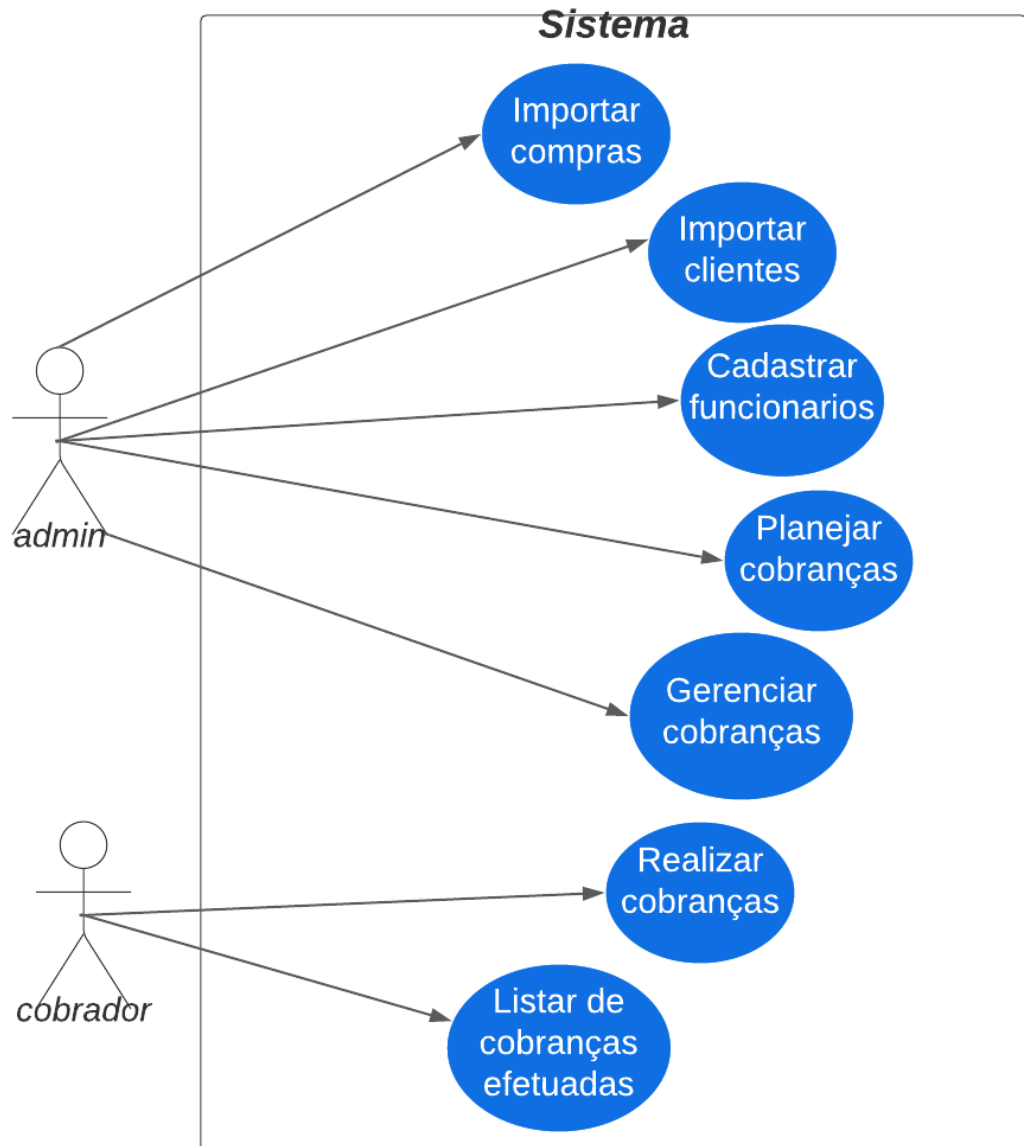 Sistema
Importar
compras
Importar
clientes
Cadastrar
funcionarios
Planejar
cobranças
admin
Gerenciar
cobranças
Realizar
cobranças
cobrador
Listar de
cobranças
efetuadas